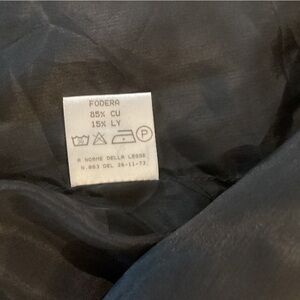 FODERA
85% CU
15% LY
P
A NORME DELLA LEGGE
N.883 DEL 26-11-73